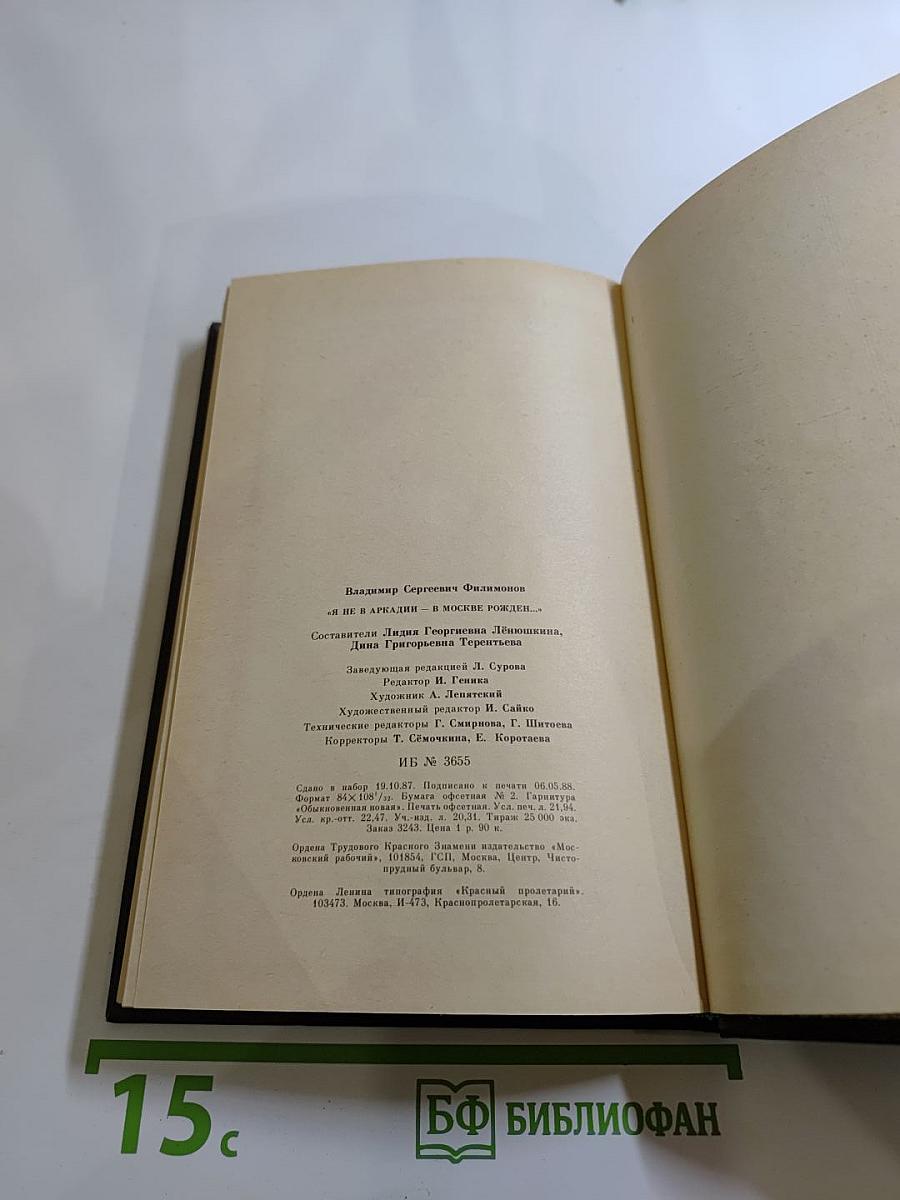 Владимир Сергеевич Филимонов
«Я НЕ В АРКАДИИ — В МОСКВЕ РОЖДЕН...»
Составители Лидия Георгиевна Лёнюшкина,
Дина Григорьевна Терентьева
Заведующая редакцией Л. Сурова
Редактор И. Геника
Художник А. Лепятский
Художественный редактор И. Сайко
Технические редакторы Г. Смирнова, Г. Шитоева
Корректоры Т. Сёмочкина, Е. Коротаева
ИБ № 3655
Сдано в набор 19.10.87. Подписано к печати 06.05.88.
Формат 84×108¹/₃₂. Бумага офсетная № 2. Гарнитура
«Обыкновенная новая». Печать офсетная. Усл. печ. л. 21,94.
Усл. кр.-отт. 22,47. Уч.-изд. л. 20,31. Тираж 25 000 экз.
Заказ 3243. Цена 1 р. 90 к.
Ордена Трудового Красного Знамени издательство «Мос-
ковский рабочий», 101854, ГСП, Москва, Центр, Чисто-
прудный бульвар, 8.
Ордена Ленина типография «Красный пролетарий».
103473. Москва, И-473, Краснопролетарская, 16.
15 с
БФ БИБЛИОФАН